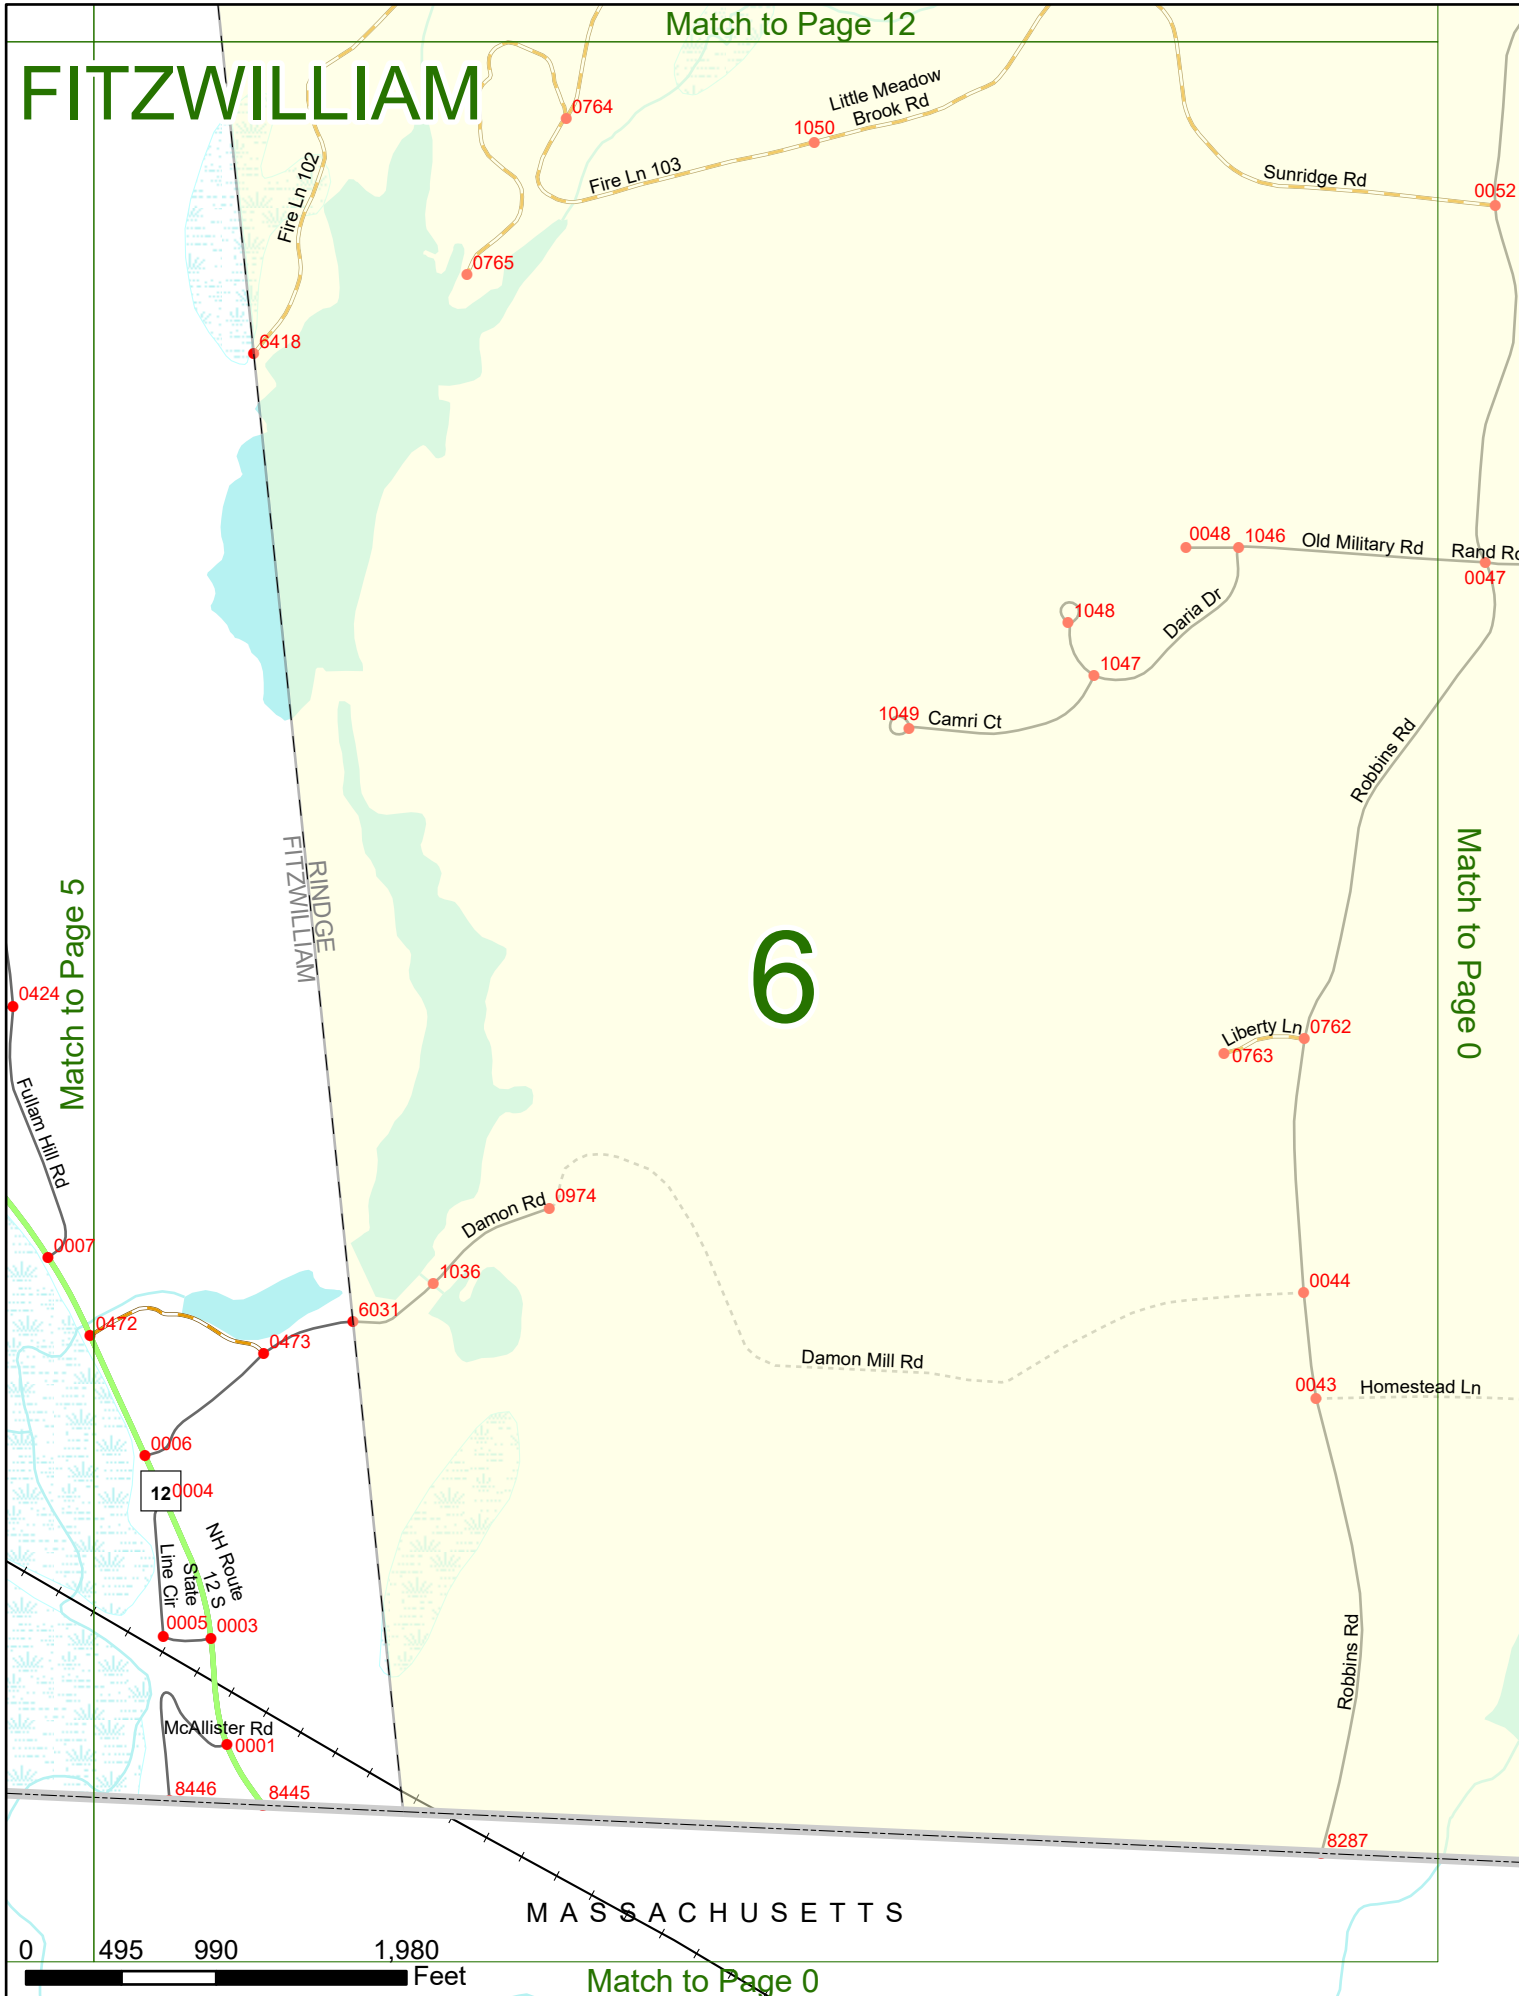 Match to Page 12
FITZWILLIAM
0764
Little Meadow
Brook Rd
1050
Fire Ln 102
Fire Ln 103
Sunridge Rd
0052
0765
6418
0048
1046
Old Military Rd
Rand Rd
0047
1048
Daria Dr
1047
1049
Camri Ct
Robbins Rd
RINDGE
FITZWILLIAM
Match to Page 5
Match to Page 0
6
0424
Liberty Ln
0762
0763
Fullam Hill Rd
Damon Rd
0974
0007
1036
0044
6031
0472
0473
Damon Mill Rd
0043
Homestead Ln
0006
12
0004
NH Route
12 S
State
Line Cir
0005
0003
Robbins Rd
McAllister Rd
0001
8446
8445
8287
MASSACHUSETTS
0 495 990 1,980
Feet
Match to Page 0